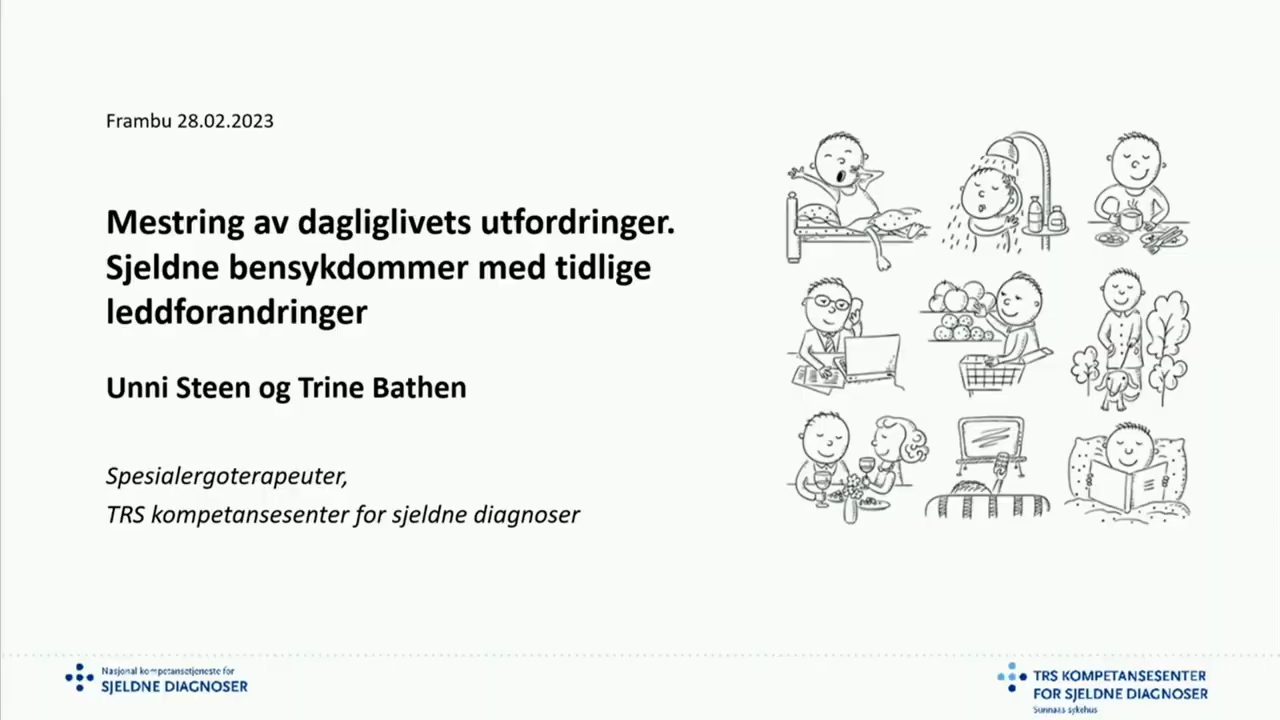 Frambu 28.02.2023
Mestring av dagliglivets utfordringer.
Sjeldne bensykdommer med tidlige
leddforandringer
Unni Steen og Trine Bathen
Spesialergoterapeuter,
TRS kompetansesenter for sjeldne diagnoser
Nasjonal kompetansetjeneste for
SJELDNE DIAGNOSER
TRS KOMPETANSESENTER
FOR SJELDNE DIAGNOSER
Sunnaas sykehus